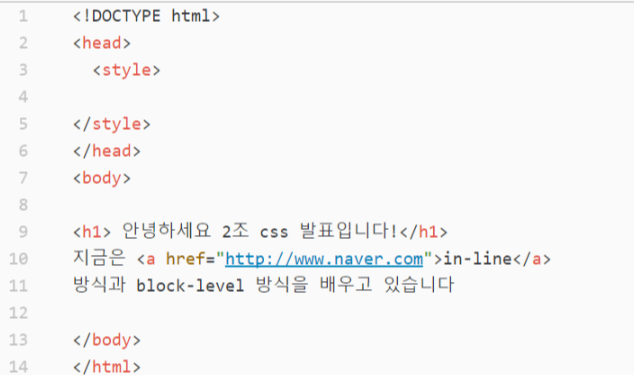 1 <!DOCTYPE html>
2 <head>
3 <style>
4
5 </style>
6 </head>
7 <body>
8
9 <h1> 안녕하세요 2조 css 발표입니다!</h1>
10 지금은 <a href="http://www.naver.com">in-line</a>
11 방식과 block-level 방식을 배우고 있습니다
12
13 </body>
14 </html>